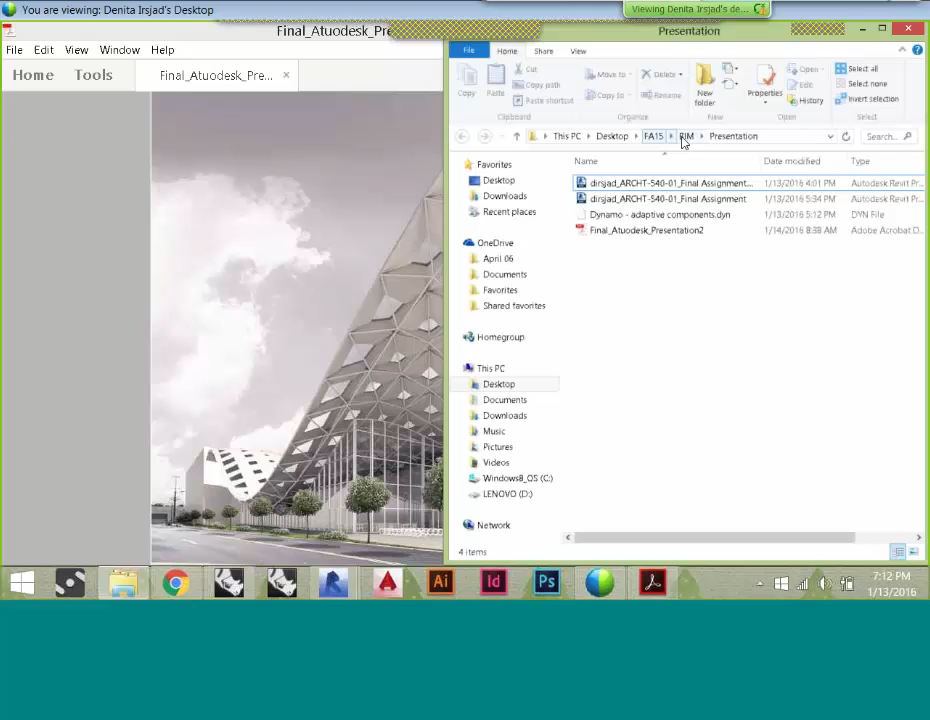 You are viewing: Denita Irsjad's Desktop
Viewing Denita Irsjad's de...
Final_Atuodesk_Pre
Presentation
File Edit View Window Help
File Home Share View
Home Tools Final_Atuodesk_Pre... ×
Copy Paste Cut Copy path Paste shortcut
Move to Copy to Delete Rename
New folder Properties Open Edit History
Select all Select none Invert selection
Clipboard Organize New Open Select
This PC Desktop FA15 BIM Presentation Search...
Name Date modified Type
Favorites
Desktop
Downloads
Recent places
OneDrive
April 06
Documents
Favorites
Shared favorites
Homegroup
This PC
Desktop
Documents
Downloads
Music
Pictures
Videos
Windows8_OS (C:)
LENOVO (D:)
Network
dirsjad_ARCHT-540-01_Final Assignment... 1/13/2016 4:01 PM Autodesk Revit Pr...
dirsjad_ARCHT-540-01_Final Assignment 1/13/2016 5:34 PM Autodesk Revit Pr...
Dynamo - adaptive components.dyn 1/13/2016 5:12 PM DYN File
Final_Atuodesk_Presentation2 1/14/2016 8:38 AM Adobe Acrobat D...
4 items
Ai Id Ps
7:12 PM
1/13/2016